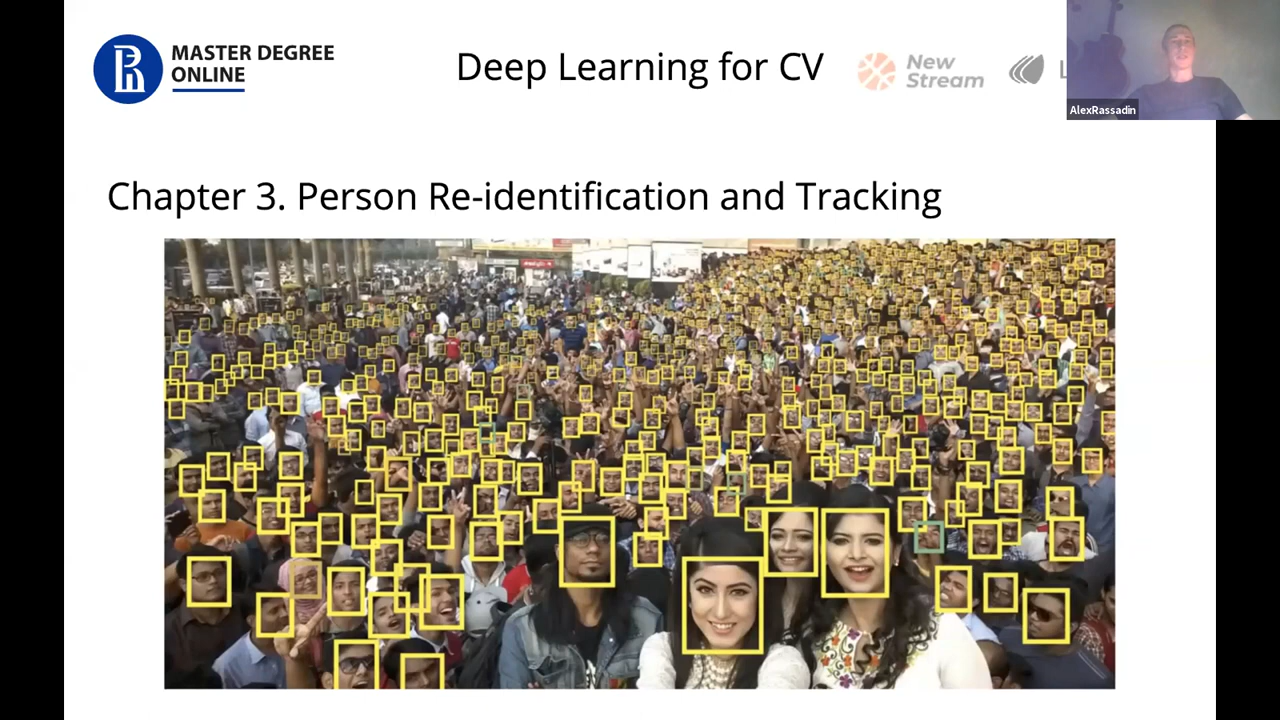 MASTER DEGREE
ONLINE
Deep Learning for CV
New
Stream
L
AlexRassadin
Chapter 3. Person Re-identification and Tracking